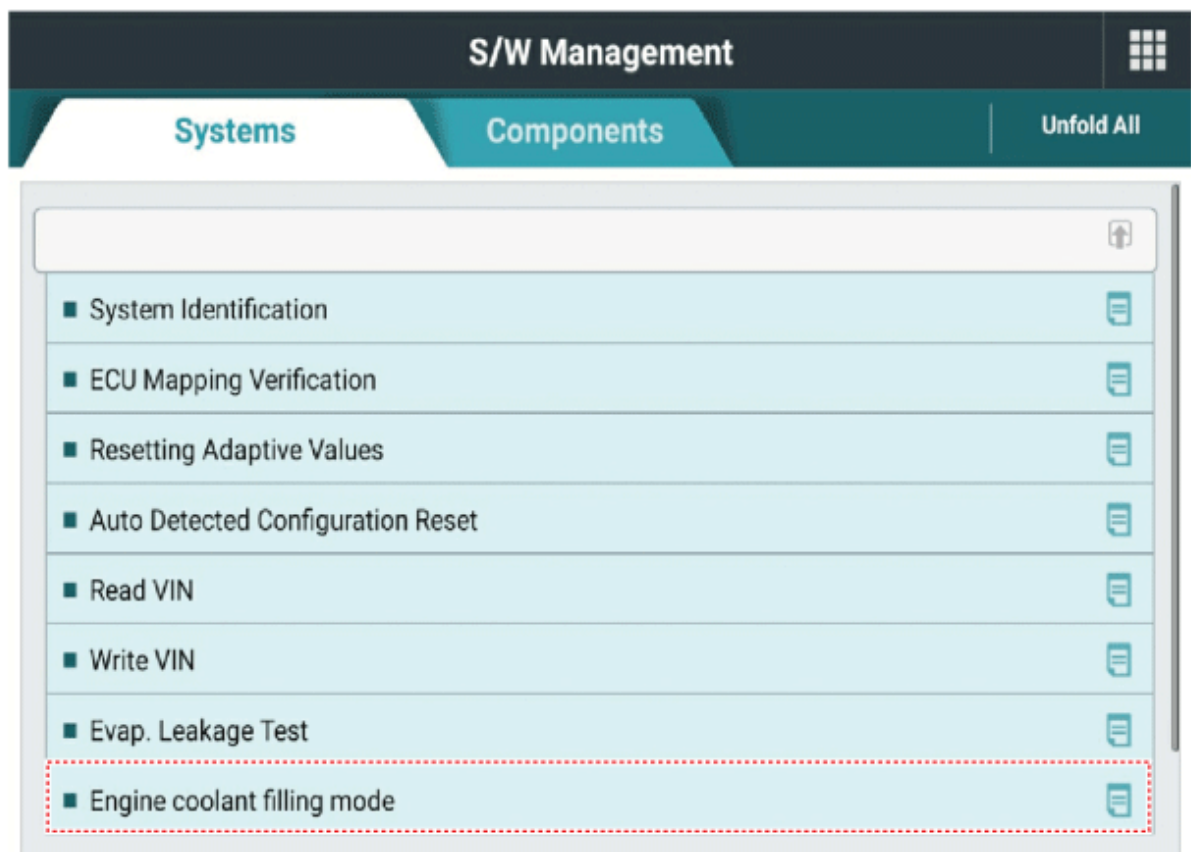 S/W Management
Systems
Components
Unfold All
System Identification
ECU Mapping Verification
Resetting Adaptive Values
Auto Detected Configuration Reset
Read VIN
Write VIN
Evap. Leakage Test
Engine coolant filling mode